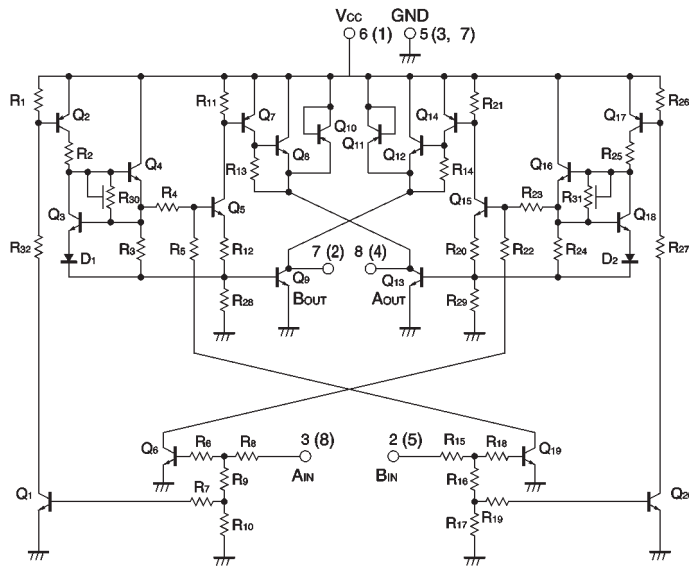 VCC GND
6 (1) 5 (3, 7)
R1 Q2 R11 Q7 Q10 Q14 R21 Q17 R26
R2 Q4 Q8 Q11 Q12 Q16 R25
R13 R14
Q3 R30 R4 Q5 Q15 R23 R31 Q18
R32 D1 R3 R5 R12 7 (2) 8 (4) R20 R22 R24 D2 R27
Q9 Q13
R28 BOUT AOUT R29
Q6 R6 R8 3 (8) 2 (5) R15 R18 Q19
AIN BIN
Q1 R7 R9 R16 R19 Q20
R10 R17